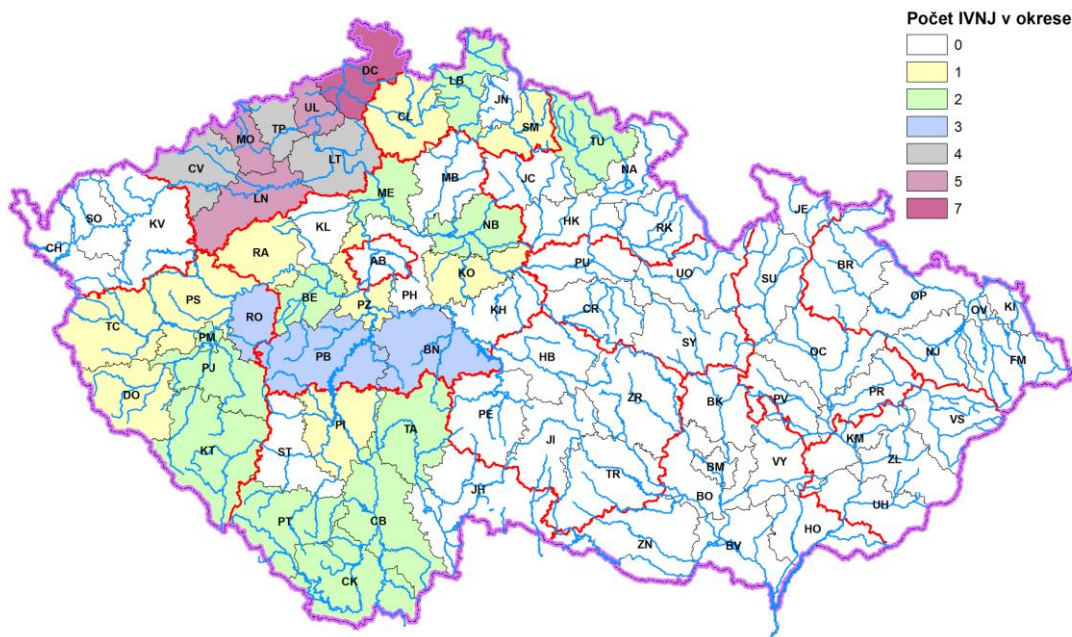 Počet IVNJ v okrese
0
1
2
3
4
5
7
DC
LB
UL
JN
TP
CL
MO
SM
LT
CV
TU
NA
LN
ME
MB
JC
JE
SO
KV
KL
NB
HK
RK
CH
RA
AB
KO
PU
UO
SU
BR
PS
BE
PZ
PH
OP
KI
TC
RO
KH
CR
OV
PM
SY
OC
NJ
FM
PJ
PB
BN
HB
DO
ZR
BK
PV
PR
VS
KT
ST
PI
TA
PE
JI
KM
ZL
BM
VY
TR
JH
BO
UH
PT
CB
HO
ZN
BV
CK